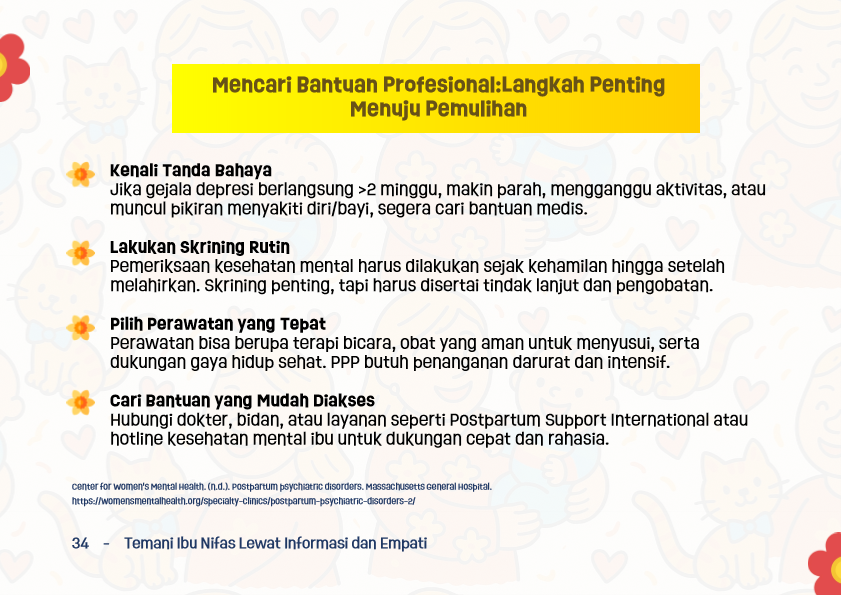 Mencari Bantuan Profesional:Langkah Penting
Menuju Pemulihan
Kenali Tanda Bahaya
Jika gejala depresi berlangsung >2 minggu, makin parah, mengganggu aktivitas, atau
muncul pikiran menyakiti diri/bayi, segera cari bantuan medis.
Lakukan Skrining Rutin
Pemeriksaan kesehatan mental harus dilakukan sejak kehamilan hingga setelah
melahirkan. Skrining penting, tapi harus disertai tindak lanjut dan pengobatan.
Pilih Perawatan yang Tepat
Perawatan bisa berupa terapi bicara, obat yang aman untuk menyusui, serta
dukungan gaya hidup sehat. PPP butuh penanganan darurat dan intensif.
Cari Bantuan yang Mudah Diakses
Hubungi dokter, bidan, atau layanan seperti Postpartum Support International atau
hotline kesehatan mental ibu untuk dukungan cepat dan rahasia.
Center for Women's Mental Health. (n.d.). Postpartum psychiatric disorders. Massachusetts General Hospital.
https://womensmentalhealth.org/specialty-clinics/postpartum-psychiatric-disorders-2/
34 - Temani Ibu Nifas Lewat Informasi dan Empati